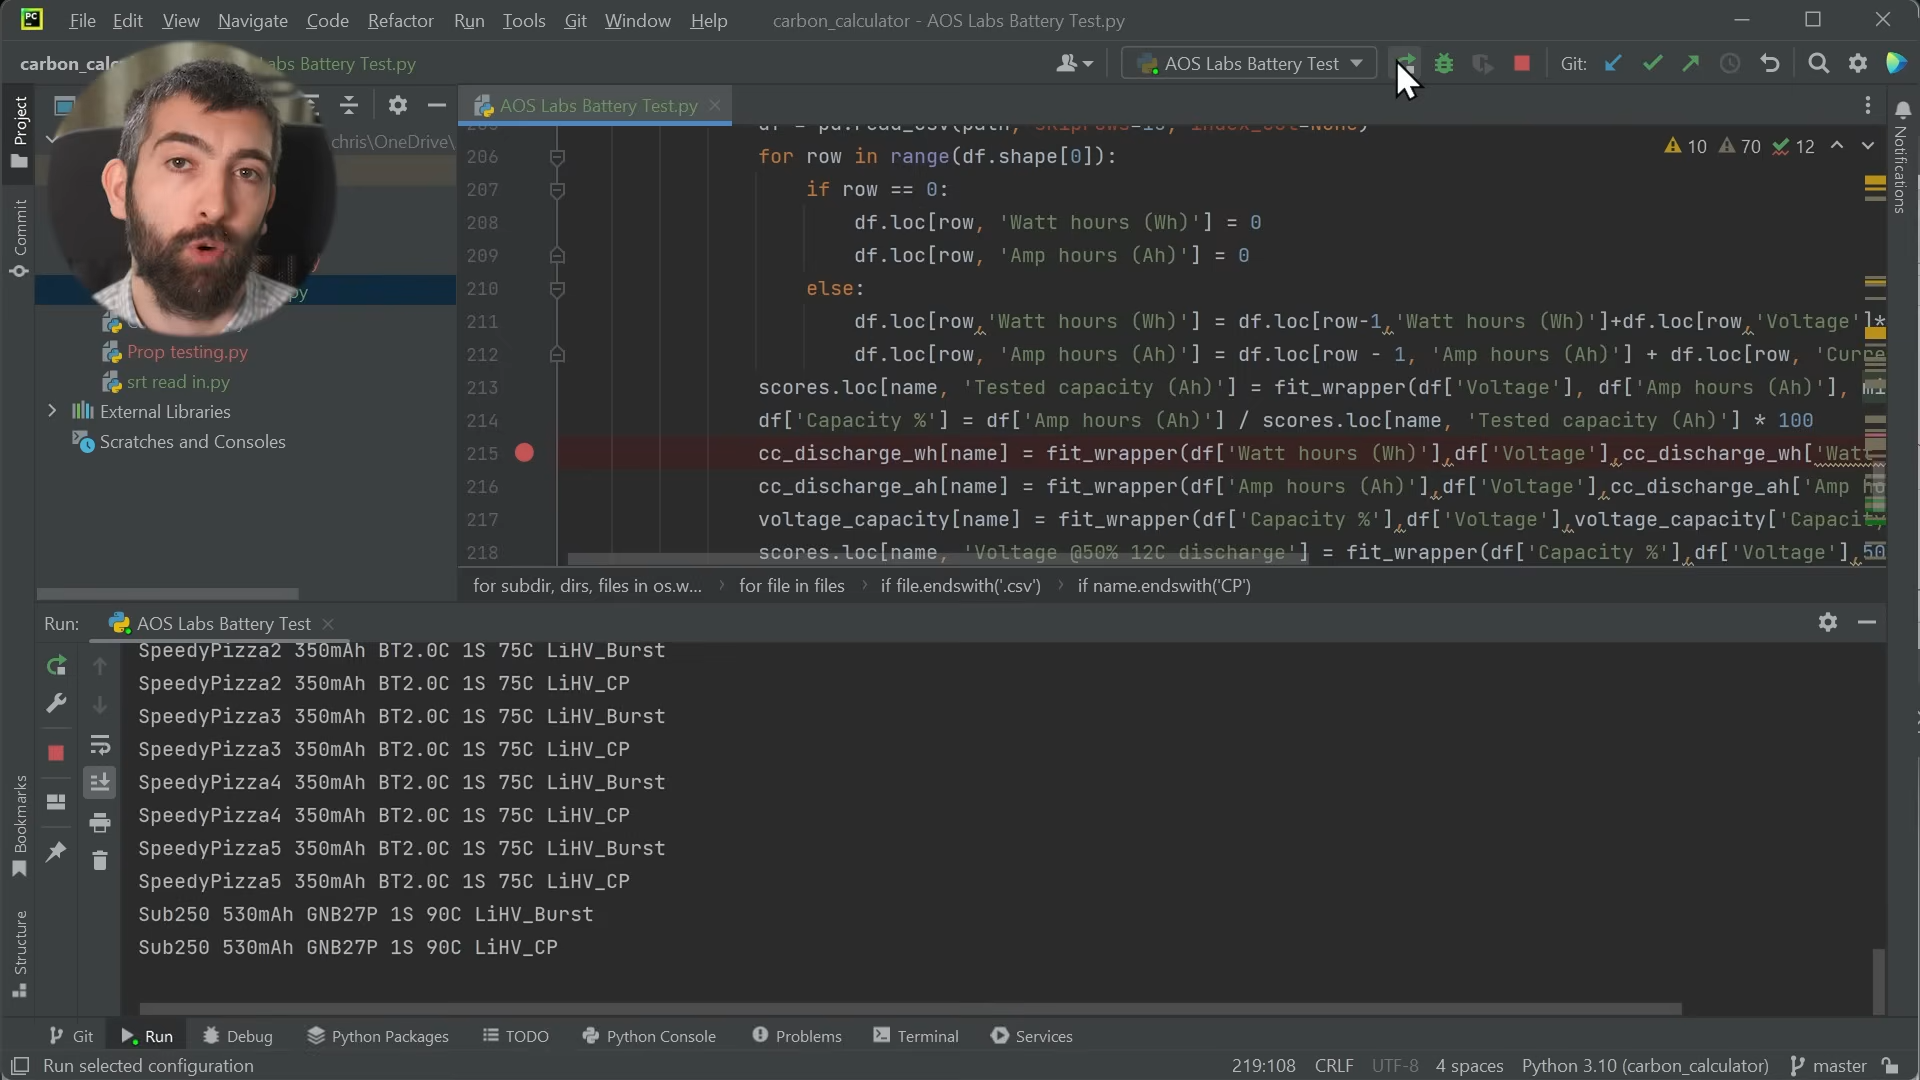 PC File Edit View Navigate Code Refactor Run Tools Git Window Help carbon_calculator - AOS Labs Battery Test.py
carbon_calc abs Battery Test.py AOS Labs Battery Test Git:
Project
Commit
Bookmarks
Structure
Notifications
chris\OneDrive\
py
Prop testing.py
srt read in.py
External Libraries
Scratches and Consoles
AOS Labs Battery Test.py
10 70 12
206 for row in range(df.shape[0]):
207 if row == 0:
208 df.loc[row, 'Watt hours (Wh)'] = 0
209 df.loc[row, 'Amp hours (Ah)'] = 0
210 else:
211 df.loc[row,'Watt hours (Wh)'] = df.loc[row-1,'Watt hours (Wh)']+df.loc[row,'Voltage']*
212 df.loc[row, 'Amp hours (Ah)'] = df.loc[row - 1, 'Amp hours (Ah)'] + df.loc[row, 'Curre
213 scores.loc[name, 'Tested capacity (Ah)'] = fit_wrapper(df['Voltage'], df['Amp hours (Ah)'], mi
214 df['Capacity %'] = df['Amp hours (Ah)'] / scores.loc[name, 'Tested capacity (Ah)'] * 100
215 cc_discharge_wh[name] = fit_wrapper(df['Watt hours (Wh)'],df['Voltage'],cc_discharge_wh['Watt
216 cc_discharge_ah[name] = fit_wrapper(df['Amp hours (Ah)'],df['Voltage'],cc_discharge_ah['Amp h
217 voltage_capacity[name] = fit_wrapper(df['Capacity %'],df['Voltage'],voltage_capacity['Capacity
218 scores.loc[name, 'Voltage @50% 12C discharge'] = fit_wrapper(df['Capacity %'],df['Voltage'],50
for subdir, dirs, files in os.w... for file in files if file.endswith('.csv') if name.endswith('CP')
Run: AOS Labs Battery Test
SpeedyPizza2 350mAh BT2.0C 1S 75C LiHV_Burst
SpeedyPizza2 350mAh BT2.0C 1S 75C LiHV_CP
SpeedyPizza3 350mAh BT2.0C 1S 75C LiHV_Burst
SpeedyPizza3 350mAh BT2.0C 1S 75C LiHV_CP
SpeedyPizza4 350mAh BT2.0C 1S 75C LiHV_Burst
SpeedyPizza4 350mAh BT2.0C 1S 75C LiHV_CP
SpeedyPizza5 350mAh BT2.0C 1S 75C LiHV_Burst
SpeedyPizza5 350mAh BT2.0C 1S 75C LiHV_CP
Sub250 530mAh GNB27P 1S 90C LiHV_Burst
Sub250 530mAh GNB27P 1S 90C LiHV_CP
Git Run Debug Python Packages TODO Python Console Problems Terminal Services
Run selected configuration 219:108 CRLF UTF-8 4 spaces Python 3.10 (carbon_calculator) master